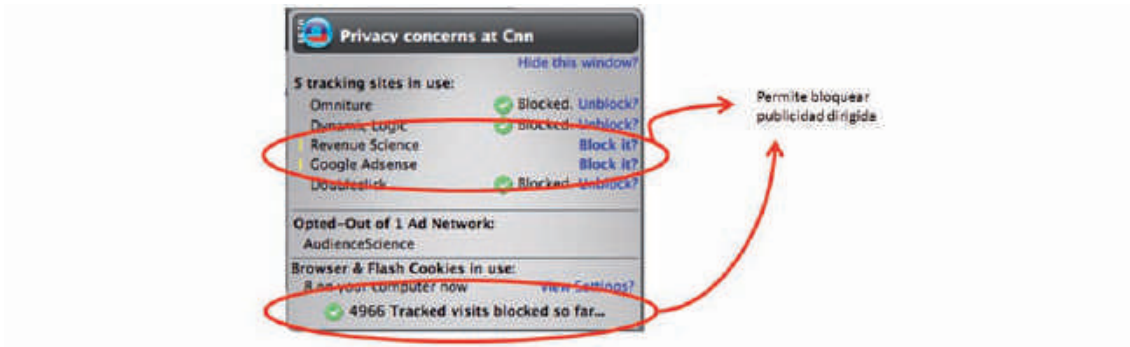 BETA
Privacy concerns at Cnn
Hide this window?
5 tracking sites in use:
Omniture Blocked. Unblock?
Dynamic Logic Blocked. Unblock?
Revenue Science Block it?
Google Adsense Block it?
Doubleclick Blocked. Unblock?
Opted-Out of 1 Ad Network:
AudienceScience
Browser & Flash Cookies in use:
8 on your computer now View Settings?
4966 Tracked visits blocked so far...
Permite bloquear
publicidad dirigida